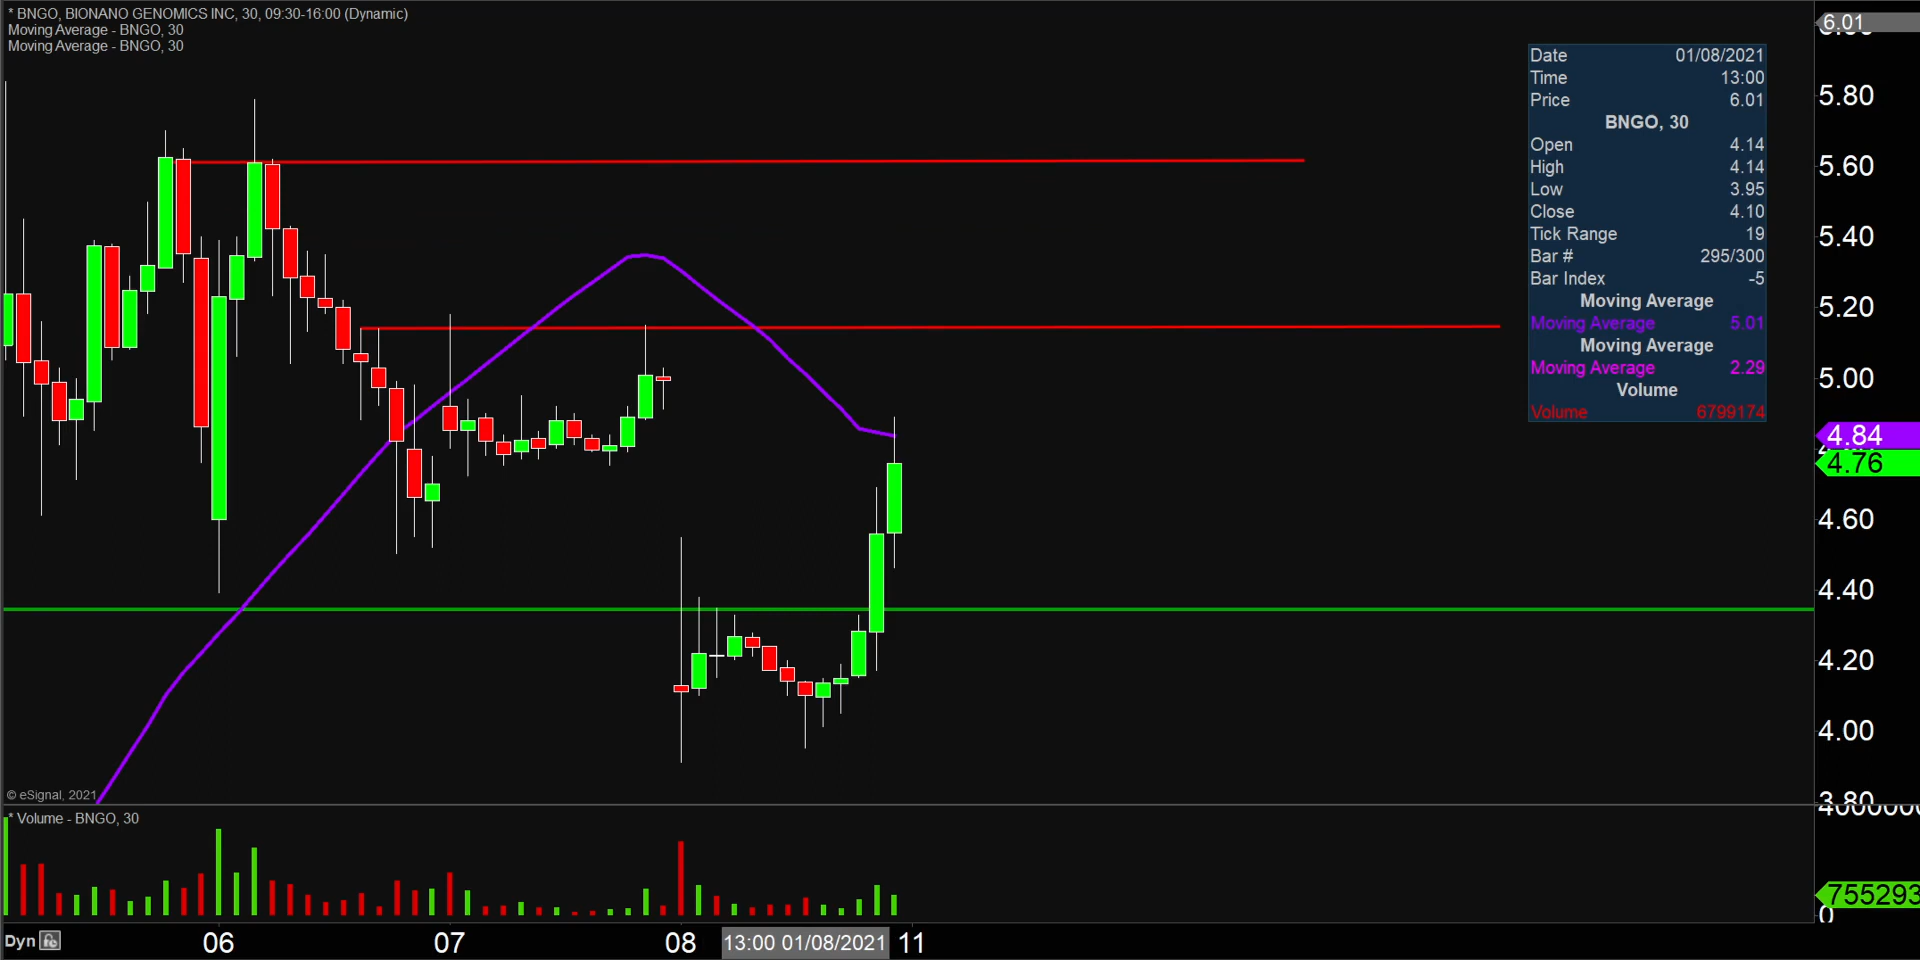 * BNGO, BIONANO GENOMICS INC, 30, 09:30-16:00 (Dynamic)
Moving Average - BNGO, 30
Moving Average - BNGO, 30
Date 01/08/2021
Time 13:00
Price 6.01
BNGO, 30
Open 4.14
High 4.14
Low 3.95
Close 4.10
Tick Range 19
Bar # 295/300
Bar Index -5
Moving Average
Moving Average 5.01
Moving Average
Moving Average 2.29
Volume
Volume 6799174
6.01
5.80
5.60
5.40
5.20
5.00
4.84
4.76
4.60
4.40
4.20
4.00
3.80
© eSignal, 2021
* Volume - BNGO, 30
755293
0
Dyn 06 07 08 13:00 01/08/2021 11